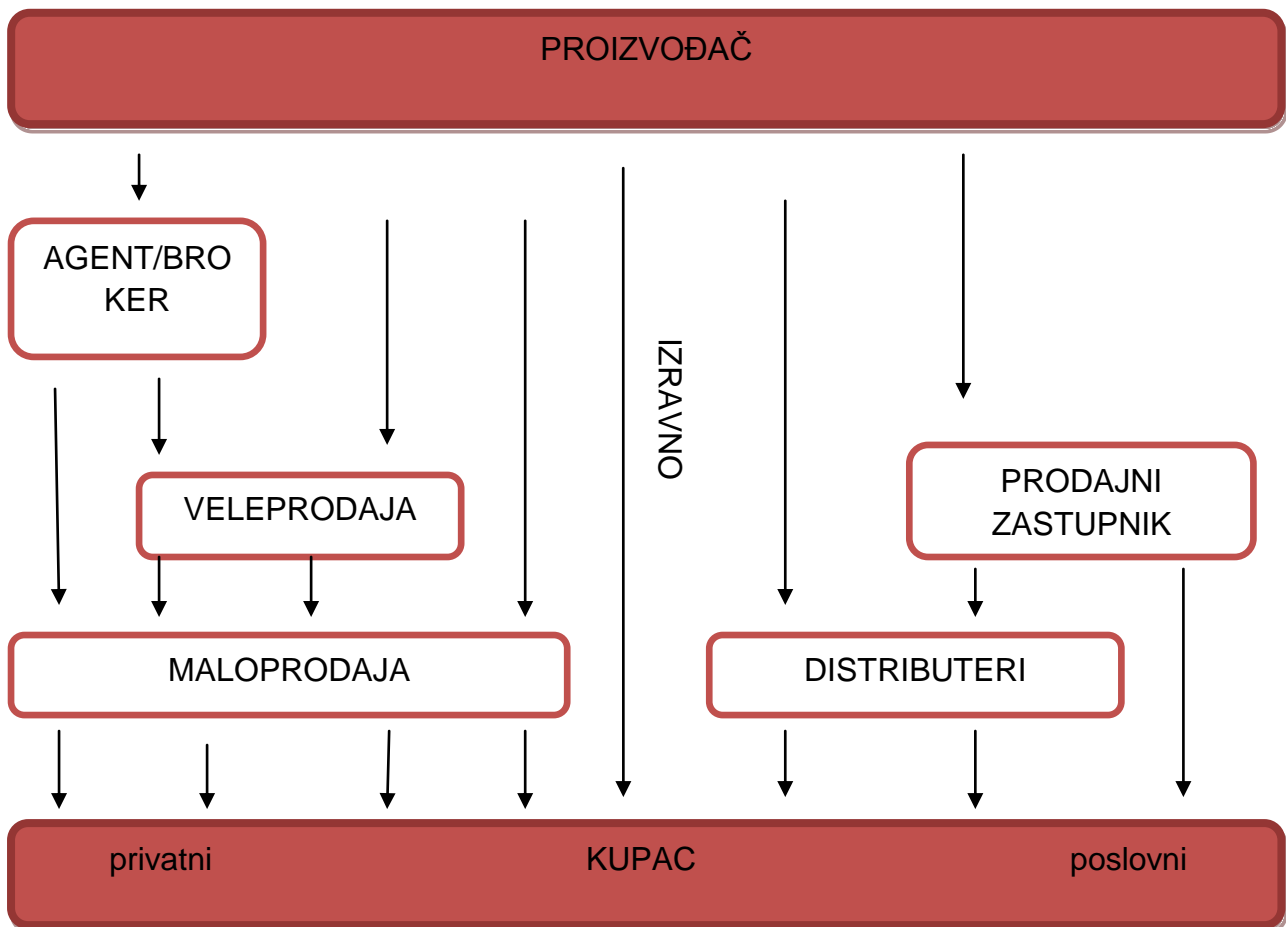 PROIZVOĐAČ
AGENT/BRO
KER
IZRAVNO
VELEPRODAJA
PRODAJNI
ZASTUPNIK
MALOPRODAJA
DISTRIBUTERI
privatni KUPAC poslovni